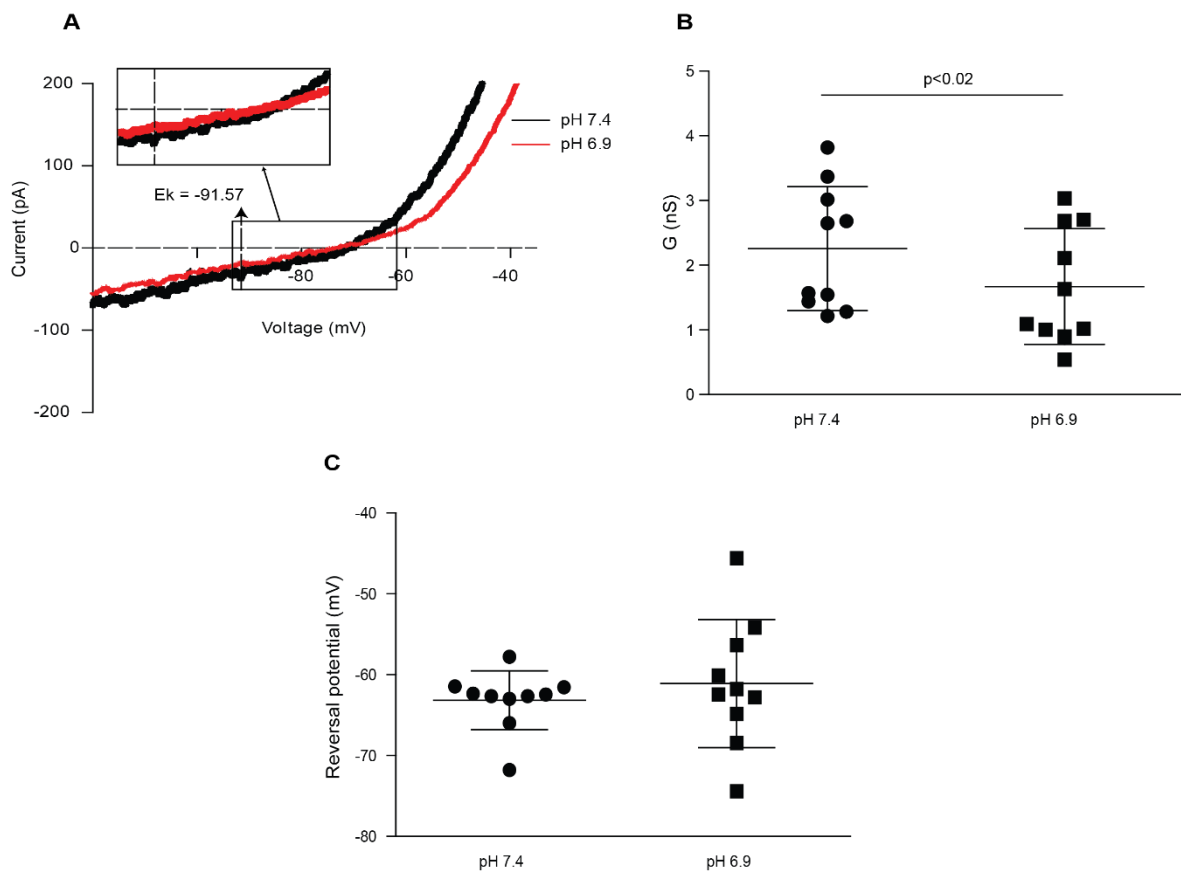 A
200
100
0
-100
-200
Current (pA)
Ek = -91.57
-80
-60
-40
Voltage (mV)
pH 7.4
pH 6.9
B
p<0.02
5
4
3
2
1
0
G (nS)
pH 7.4
pH 6.9
C
-40
-50
-60
-70
-80
Reversal potential (mV)
pH 7.4
pH 6.9